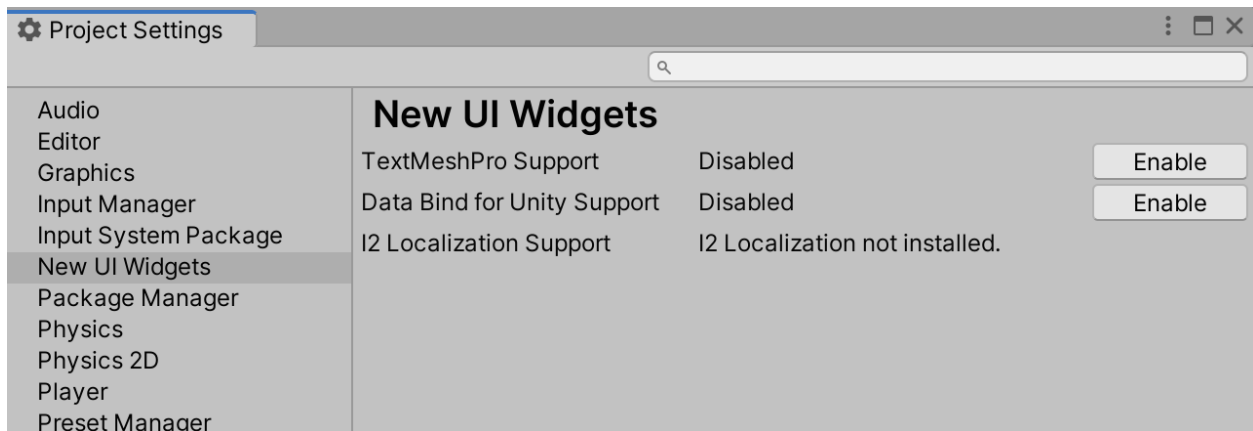 Project Settings
Audio
Editor
Graphics
Input Manager
Input System Package
New UI Widgets
Package Manager
Physics
Physics 2D
Player
Preset Manager
New UI Widgets
TextMeshPro Support Disabled Enable
Data Bind for Unity Support Disabled Enable
I2 Localization Support I2 Localization not installed.